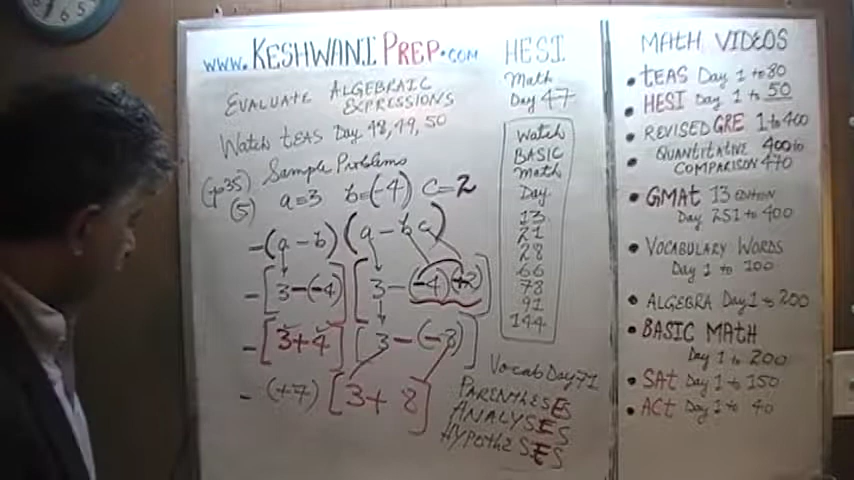 www.KESHWANIPREP.COM
EVALUATE ALGEBRAIC
EXPRESSIONS
Watch tEAS Day 48, 49, 50
Sample Problems
(p35)
(5) a=3 b=(-4) c=2
-(a-b)(a-bc)
-[3-(-4)][3-(-4)(+2)]
-[3+4][3-(-8)]
-(+7)[3+8]
HESI
Math
Day 47
Watch
BASIC
Math
Day
13
21
28
66
78
91
144
Vocab Day 71
PARENTHESES
ANALYSES
HYPOTHESES
MATH VIDEOS
• tEAS Day 1 to 80
• HESI Day 1 to 50
• REVISED GRE 1 to 400
• QUANTITATIVE 400 to
COMPARISON 470
• GMAt 13 EDITION
Day 251 to 400
• VOCABULARY WORDS
Day 1 to 100
• ALGEBRA Day 1 to 200
• BASIC MATH
Day 1 to 200
• SAt Day 1 to 150
• ACt Day 1 to 40